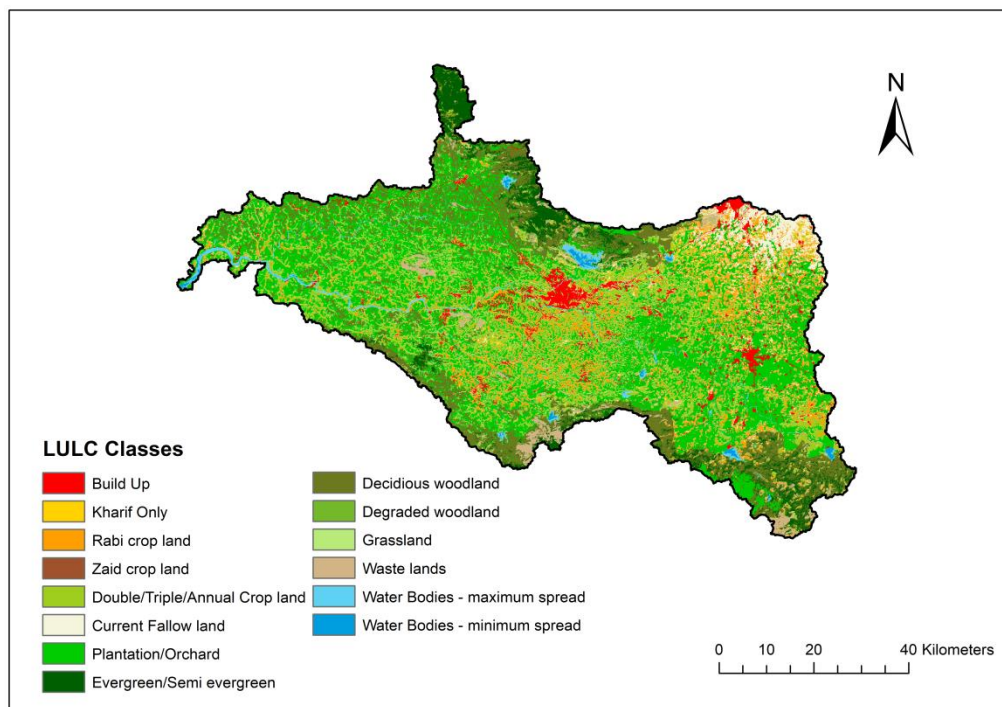 N
LULC Classes
Build Up
Kharif Only
Rabi crop land
Zaid crop land
Double/Triple/Annual Crop land
Current Fallow land
Plantation/Orchard
Evergreen/Semi evergreen
Decidious woodland
Degraded woodland
Grassland
Waste lands
Water Bodies - maximum spread
Water Bodies - minimum spread
0 10 20 40 Kilometers